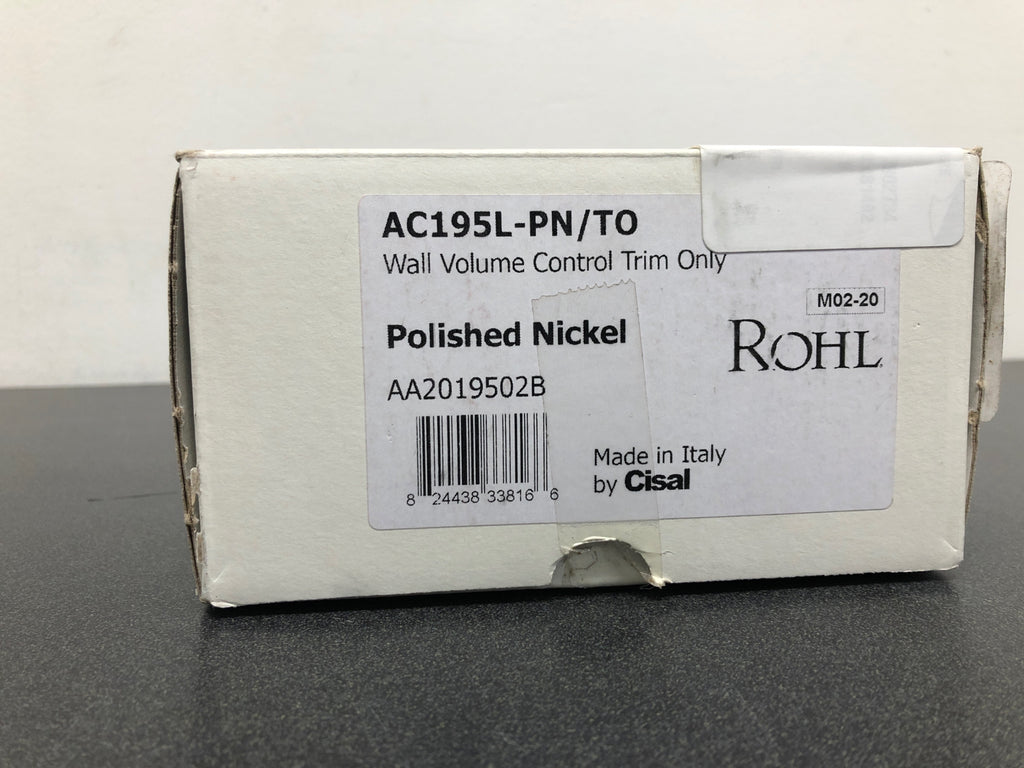 AC195L-PN/TO
Wall Volume Control Trim Only
M02-20
Polished Nickel
ROHL
AA2019502B
Made in Italy
by Cisal
8 24438 33816 6